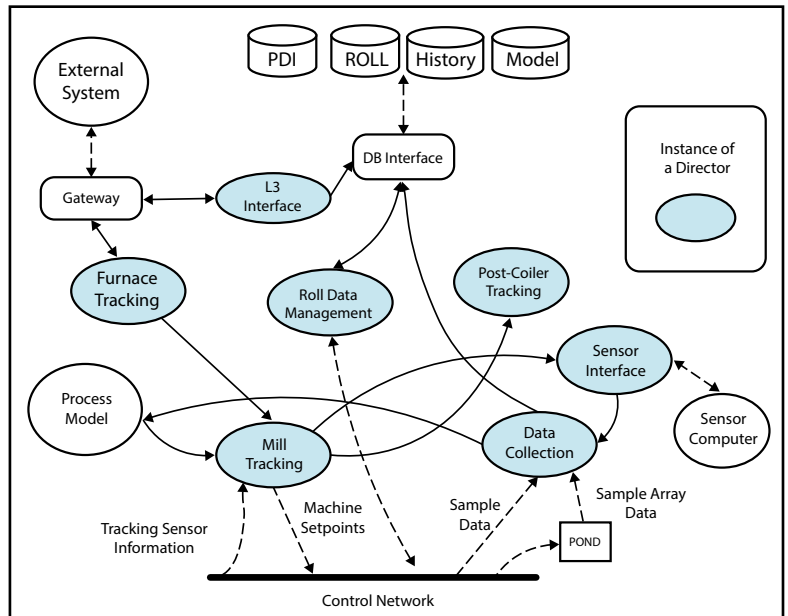 PDI
ROLL
History
Model
External
System
DB Interface
Instance of
a Director
L3
Interface
Gateway
Furnace
Tracking
Roll Data
Management
Post-Coiler
Tracking
Sensor
Interface
Process
Model
Sensor
Computer
Mill
Tracking
Data
Collection
Tracking Sensor
Information
Machine
Setpoints
Sample
Data
Sample Array
Data
POND
Control Network